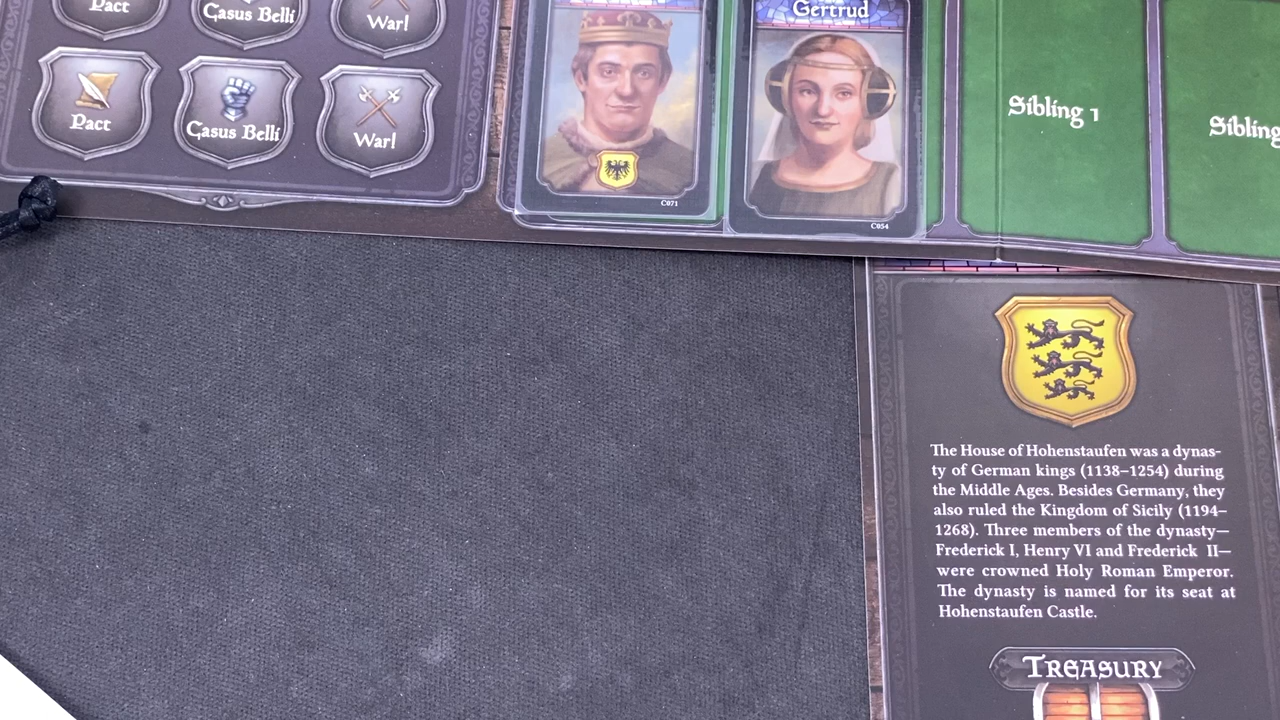 Pact
Casus Belli
War!
Pact
Casus Belli
War!
Gertrud
C071
C054
Sibling 1
Sibling
The House of Hohenstaufen was a dynas-
ty of German kings (1138–1254) during
the Middle Ages. Besides Germany, they
also ruled the Kingdom of Sicily (1194–
1268). Three members of the dynasty—
Frederick I, Henry VI and Frederick II—
were crowned Holy Roman Emperor.
The dynasty is named for its seat at
Hohenstaufen Castle.
Treasury